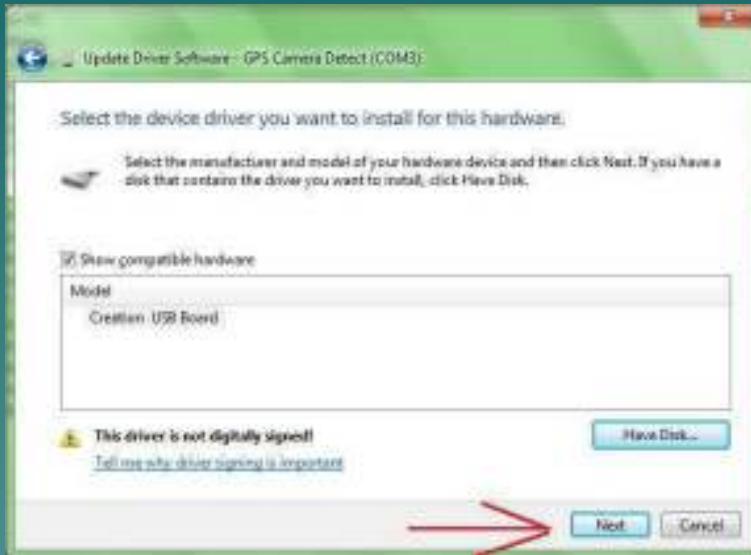 Update Driver Software - GPS Camera Detect (COM3)
Select the device driver you want to install for this hardware.
Select the manufacturer and model of your hardware device and then click Next. If you have a
disk that contains the driver you want to install, click Have Disk.
Show compatible hardware
Model
Creation USB Board
This driver is not digitally signed!
Have Disk...
Tell me why driver signing is important
Next
Cancel